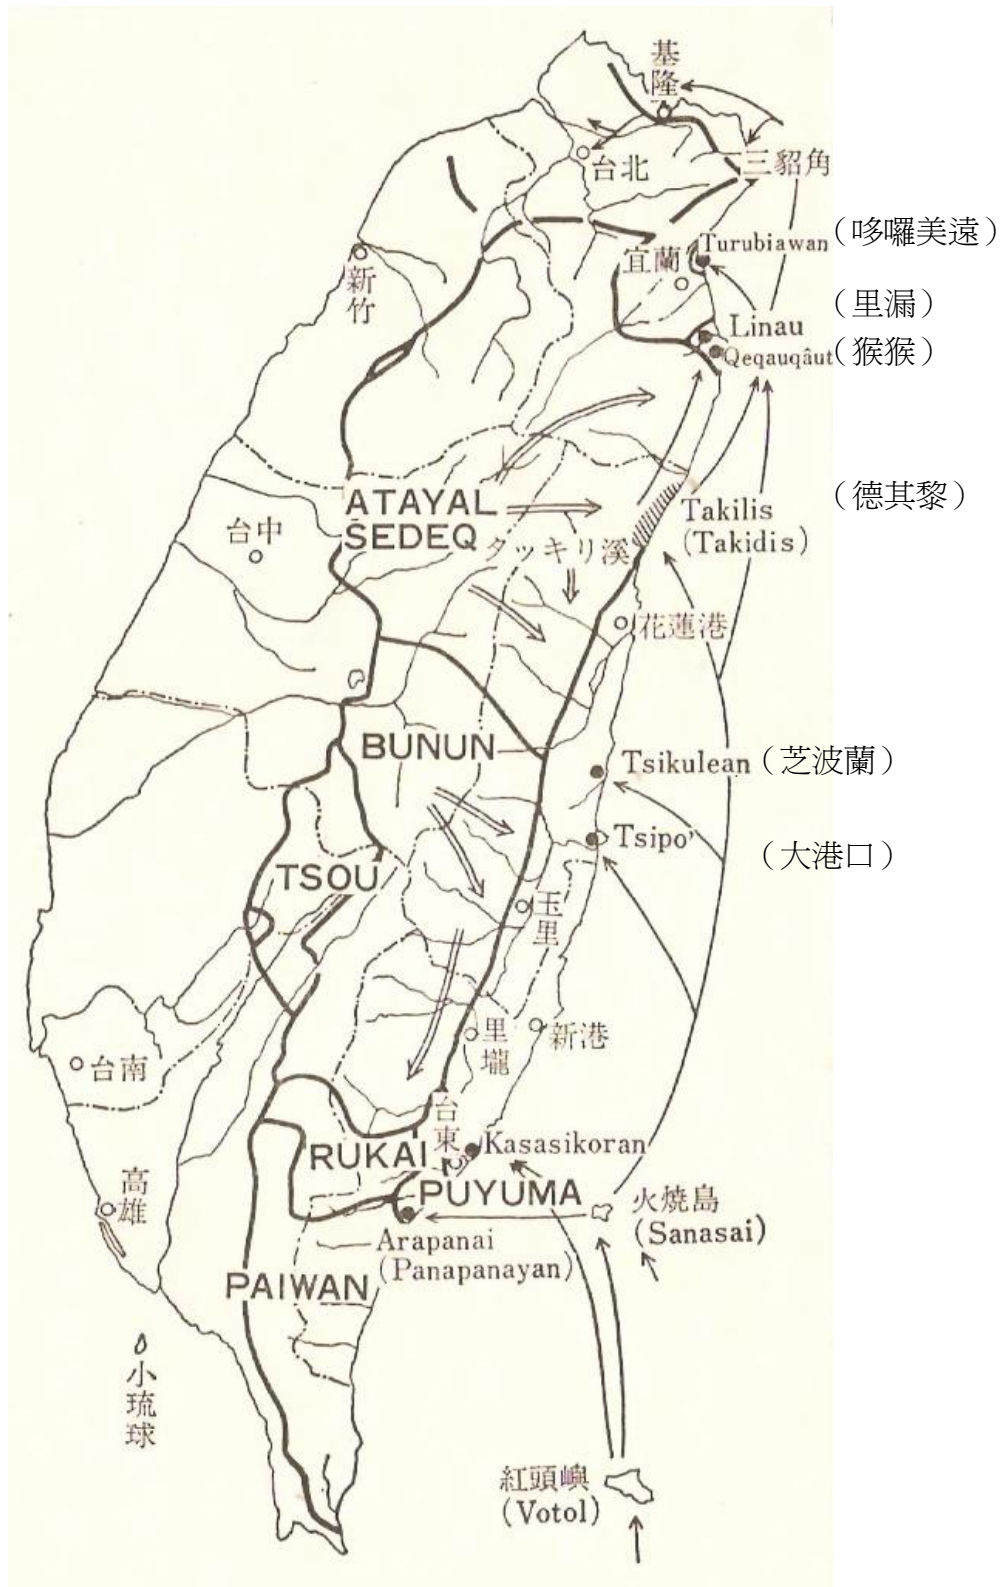 基隆
台北
三貂角
Turubiawan
（哆囉美遠）
宜蘭
（里漏）
新竹
Linau
Qeqauqâut
（猴猴）
ATAYAL
SEDEQ
Takilis
(Takidis)
（德其黎）
台中
タッキリ溪
花蓮港
BUNUN
Tsikulean
（芝波蘭）
Tsipo'
（大港口）
TSOU
玉里
里壠
新港
台南
台東
RUKAI
Kasasikoran
高雄
PUYUMA
火燒島
(Sanasai)
Arapanai
(Panapanayan)
PAIWAN
小琉球
紅頭嶼
(Votol)